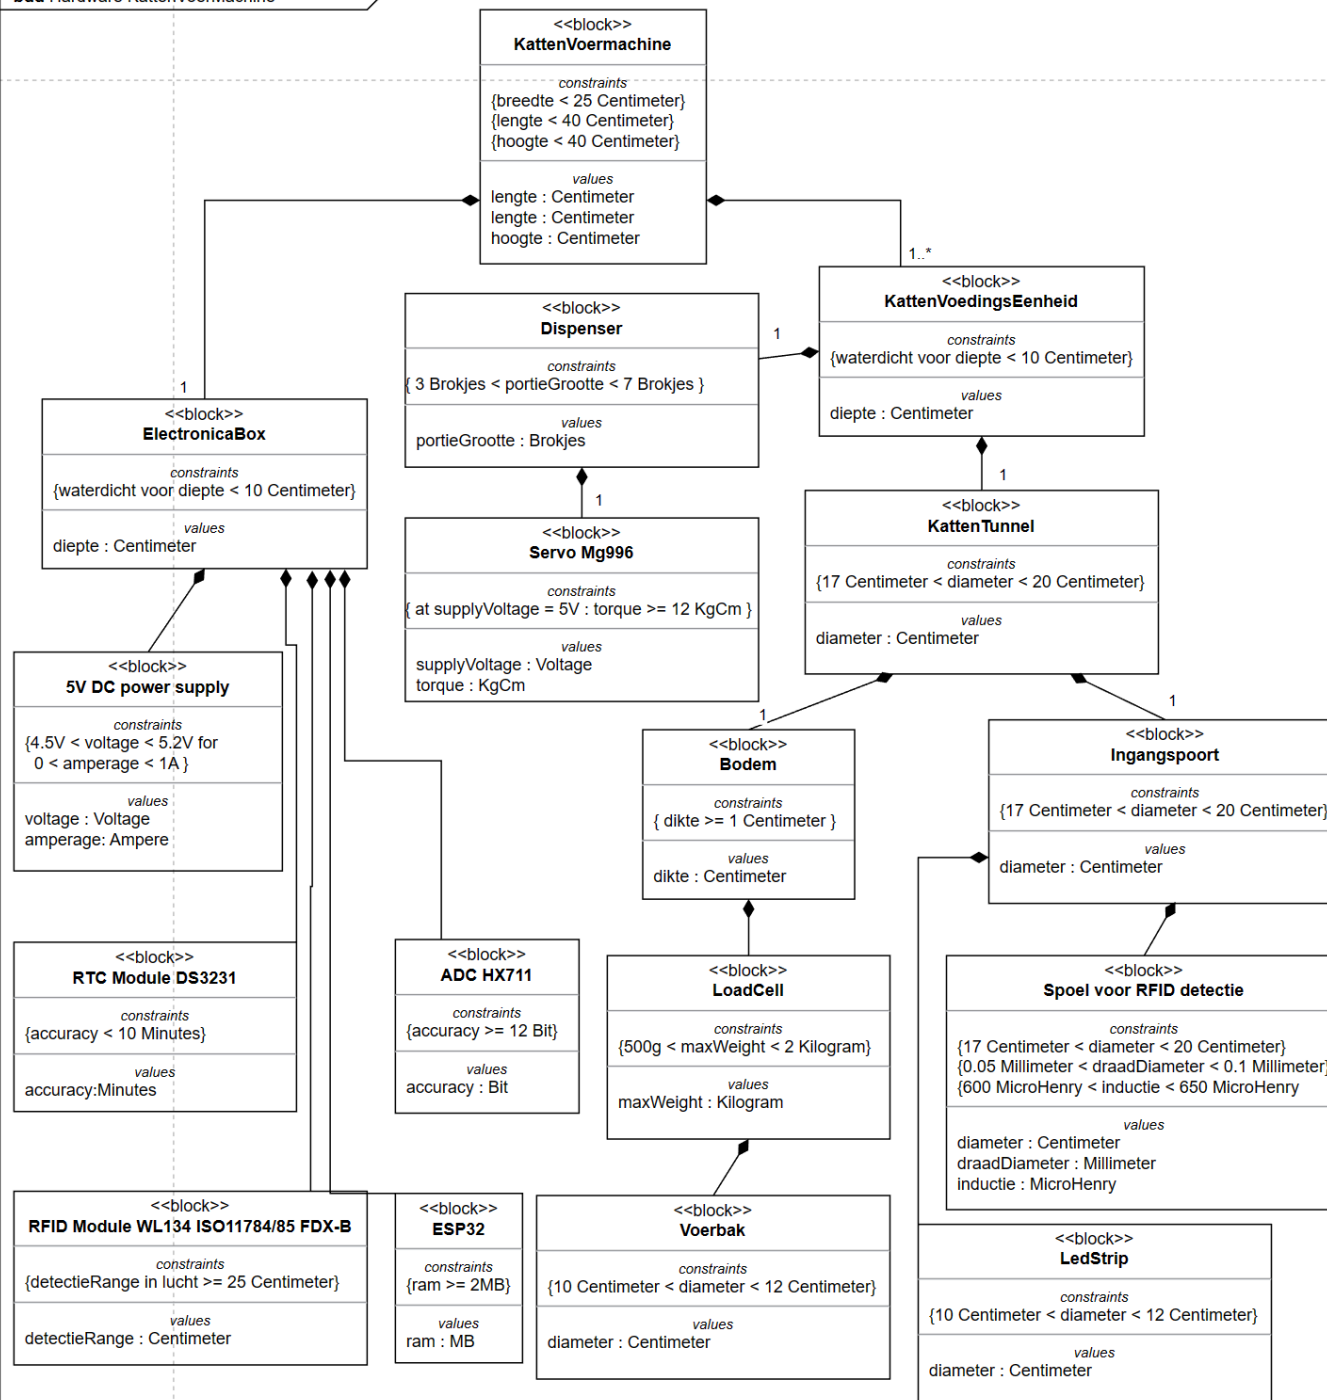 bdd Hardware KattenVoerMachine
<<block>>
KattenVoermachine
constraints
{breedte < 25 Centimeter}
{lengte < 40 Centimeter}
{hoogte < 40 Centimeter}
values
lengte : Centimeter
lengte : Centimeter
hoogte : Centimeter
1..*
<<block>>
KattenVoedingsEenheid
constraints
{waterdicht voor diepte < 10 Centimeter}
values
diepte : Centimeter
1
<<block>>
Dispenser
constraints
{ 3 Brokjes < portieGrootte < 7 Brokjes }
values
portieGrootte : Brokjes
1
<<block>>
Servo Mg996
constraints
{ at supplyVoltage = 5V : torque >= 12 KgCm }
values
supplyVoltage : Voltage
torque : KgCm
1
<<block>>
ElectronicaBox
constraints
{waterdicht voor diepte < 10 Centimeter}
values
diepte : Centimeter
1
<<block>>
KattenTunnel
constraints
{17 Centimeter < diameter < 20 Centimeter}
values
diameter : Centimeter
<<block>>
5V DC power supply
constraints
{4.5V < voltage < 5.2V for
0 < amperage < 1A }
values
voltage : Voltage
amperage: Ampere
1
<<block>>
Bodem
constraints
{ dikte >= 1 Centimeter }
values
dikte : Centimeter
1
<<block>>
Ingangspoort
constraints
{17 Centimeter < diameter < 20 Centimeter}
values
diameter : Centimeter
<<block>>
RTC Module DS3231
constraints
{accuracy < 10 Minutes}
values
accuracy:Minutes
<<block>>
ADC HX711
constraints
{accuracy >= 12 Bit}
values
accuracy : Bit
<<block>>
LoadCell
constraints
{500g < maxWeight < 2 Kilogram}
values
maxWeight : Kilogram
<<block>>
Spoel voor RFID detectie
constraints
{17 Centimeter < diameter < 20 Centimeter}
{0.05 Millimeter < draadDiameter < 0.1 Millimeter}
{600 MicroHenry < inductie < 650 MicroHenry
values
diameter : Centimeter
draadDiameter : Millimeter
inductie : MicroHenry
<<block>>
RFID Module WL134 ISO11784/85 FDX-B
constraints
{detectieRange in lucht >= 25 Centimeter}
values
detectieRange : Centimeter
<<block>>
ESP32
constraints
{ram >= 2MB}
values
ram : MB
<<block>>
Voerbak
constraints
{10 Centimeter < diameter < 12 Centimeter}
values
diameter : Centimeter
<<block>>
LedStrip
constraints
{10 Centimeter < diameter < 12 Centimeter}
values
diameter : Centimeter